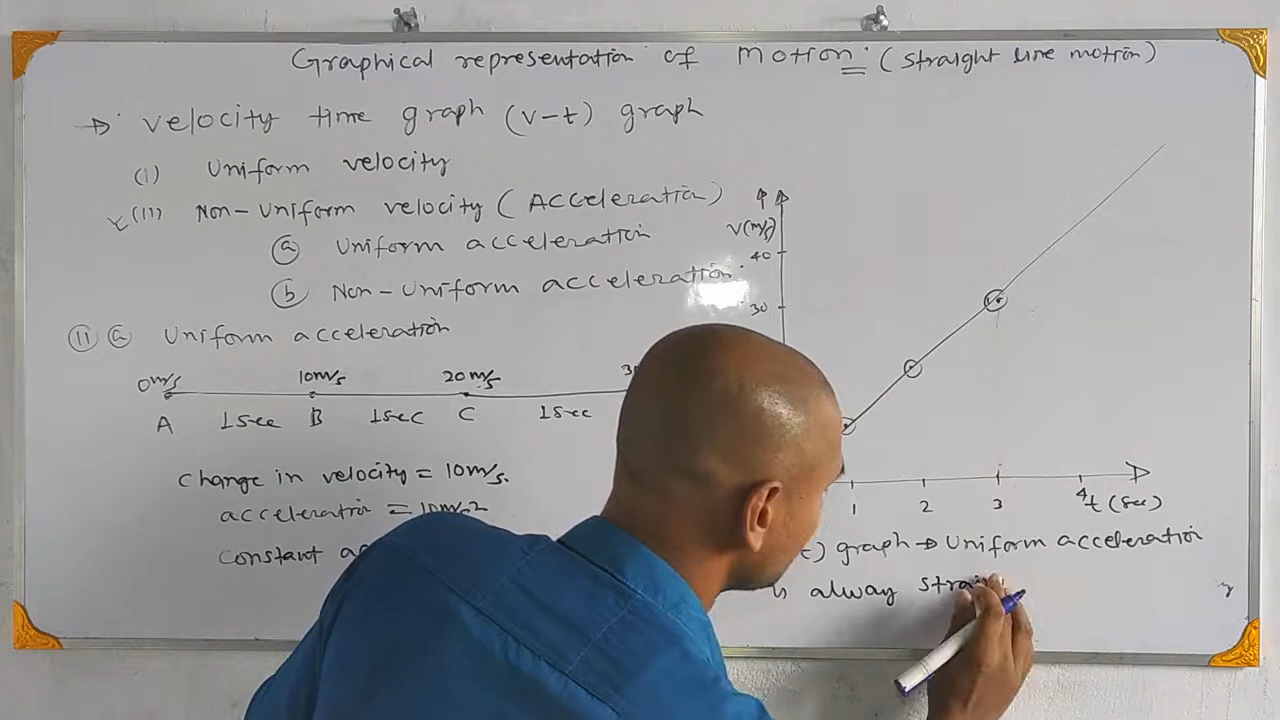 Graphical representation of Motion: (Straight line motion)
→ Velocity time graph (v-t) graph
(i) Uniform velocity
(ii) Non-Uniform velocity (Acceleration)
ⓐ Uniform acceleration
ⓑ Non-Uniform acceleration
ⓘⓘ ⓐ Uniform acceleration
0m/s 10m/s 20m/s
A 1sec B 1sec C 1sec
Change in velocity = 10m/s.
acceleration = 10m/s2
Constant
V(m/s)
40
30
1 2 3 4
t (sec)
graph → Uniform acceleration
is alway